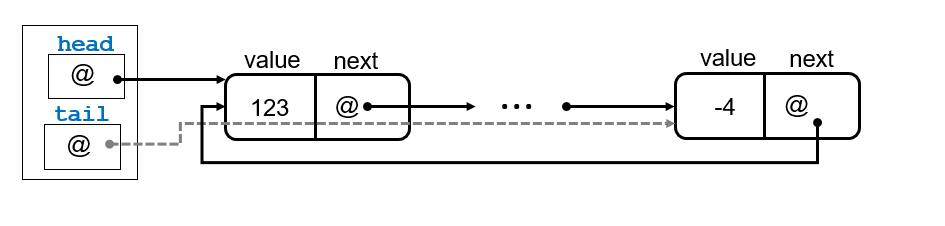 head
@
tail
@
value next
123 @
...
value next
-4 @